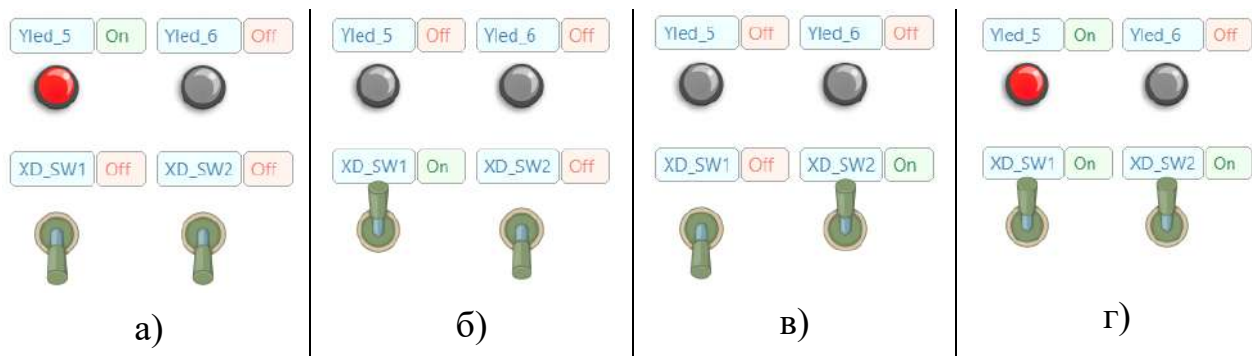 Yled_5 On Yled_6 Off
XD_SW1 Off XD_SW2 Off
а)
Yled_5 Off Yled_6 Off
XD_SW1 On XD_SW2 Off
б)
Yled_5 Off Yled_6 Off
XD_SW1 Off XD_SW2 On
в)
Yled_5 On Yled_6 Off
XD_SW1 On XD_SW2 On
г)